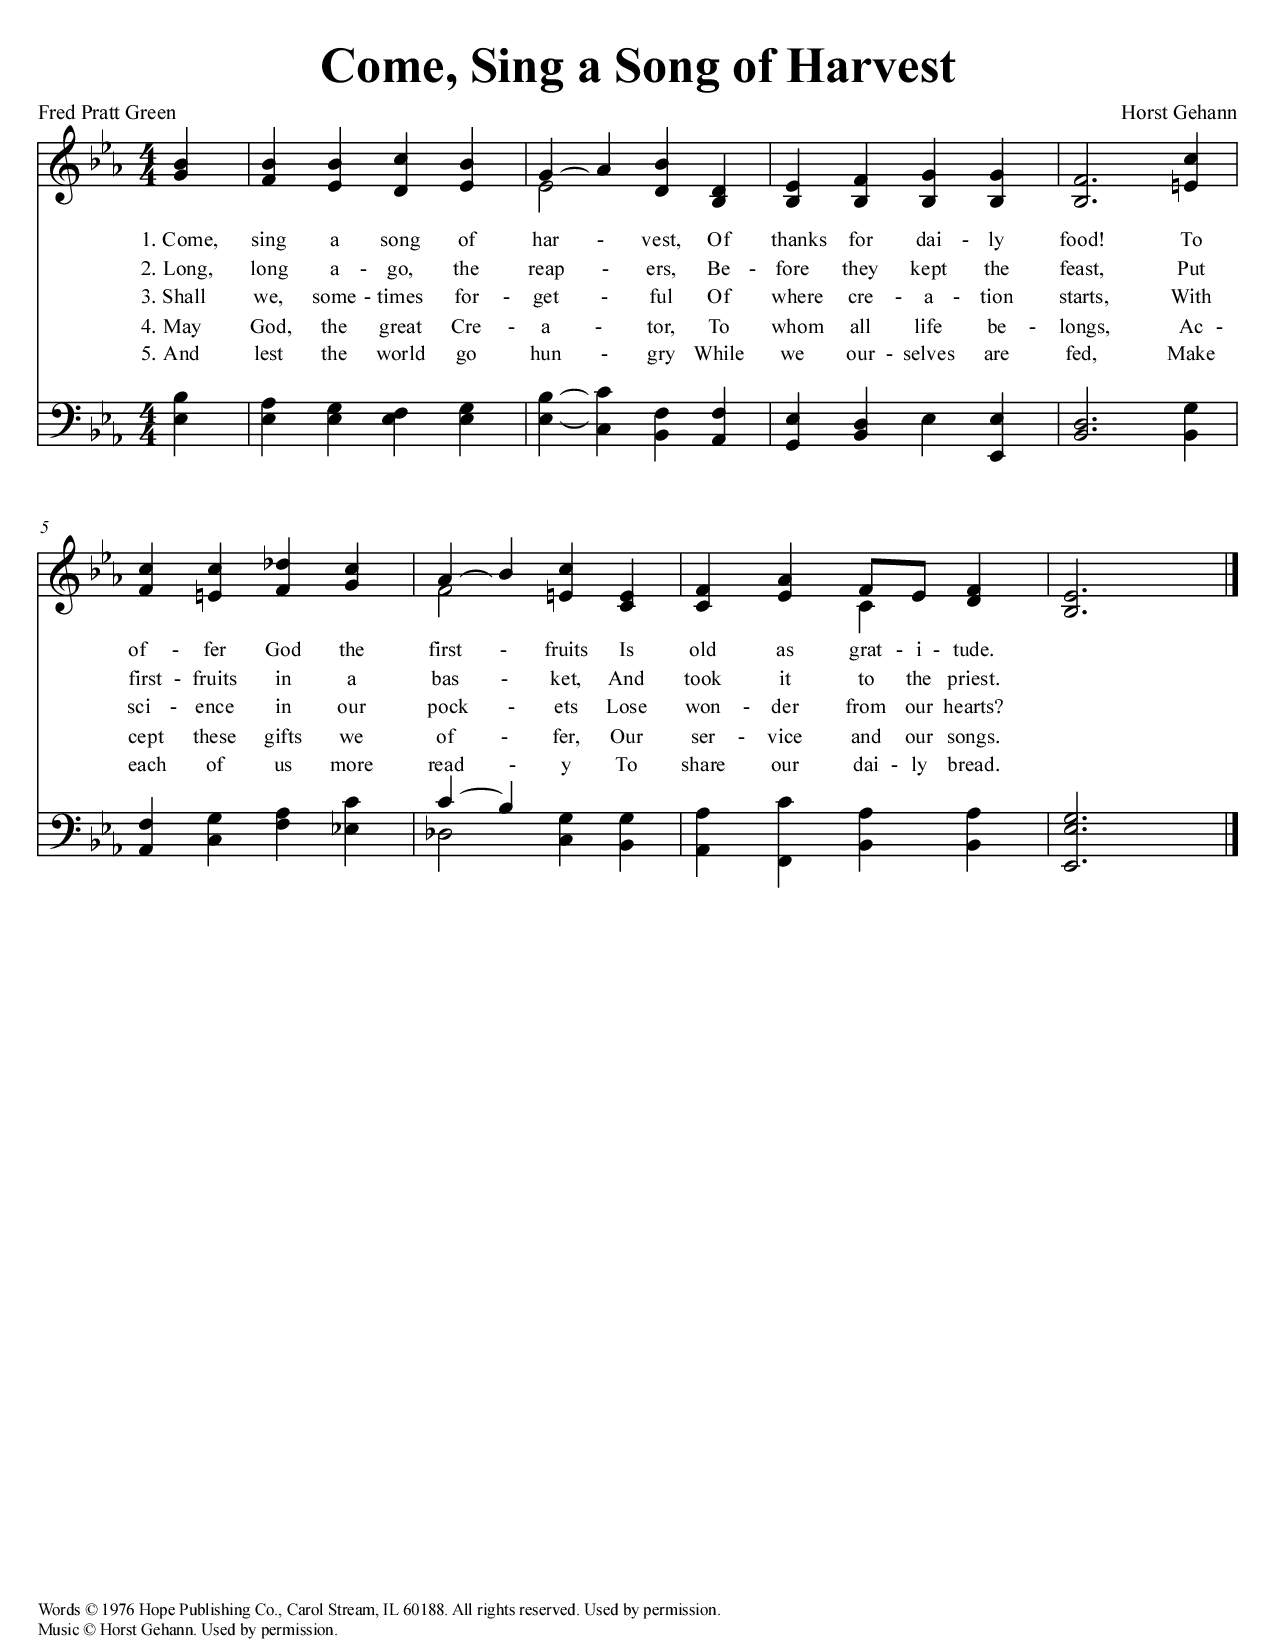 Come, Sing a Song of Harvest
Fred Pratt Green Horst Gehann
4 4
1. Come, sing a song of har - vest, Of thanks for dai - ly food! To
2. Long, long a - go, the reap - ers, Be - fore they kept the feast, Put
3. Shall we, some - times for - get - ful Of where cre - a - tion starts, With
4. May God, the great Cre - a - tor, To whom all life be - longs, Ac -
5. And lest the world go hun - gry While we our - selves are fed, Make
4 4
5
of - fer God the first - fruits Is old as grat - i - tude.
first - fruits in a bas - ket, And took it to the priest.
sci - ence in our pock - ets Lose won - der from our hearts?
cept these gifts we of - fer, Our ser - vice and our songs.
each of us more read - y To share our dai - ly bread.
Words © 1976 Hope Publishing Co., Carol Stream, IL 60188. All rights reserved. Used by permission.
Music © Horst Gehann. Used by permission.